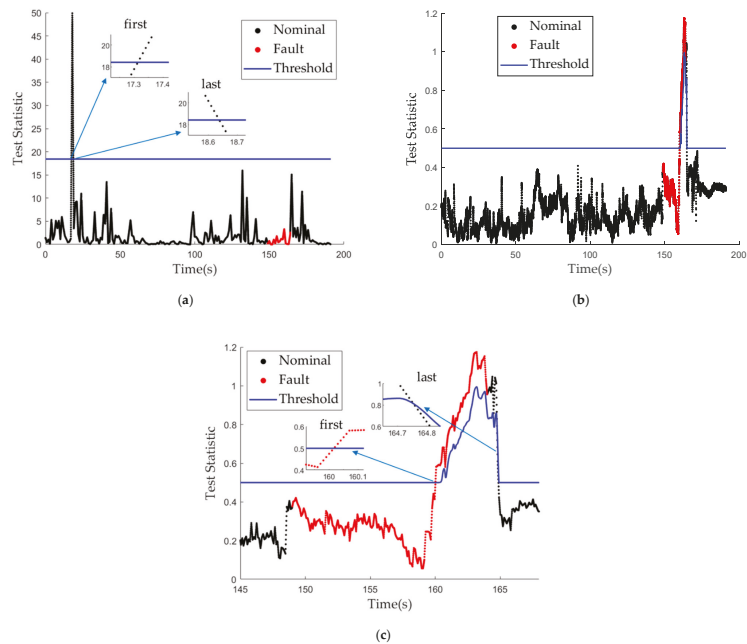 50
45
40
35
30
25
20
15
10
5
0
Test Statistic
first
20
18
17.3 17.4
last
20
18
18.6 18.7
Nominal
Fault
Threshold
0 50 100 150 200
Time(s)
(a)
1.2
1
0.8
0.6
0.4
0.2
0
Test Statistic
Nominal
Fault
Threshold
0 50 100 150 200
Time(s)
(b)
1.2
1
0.8
0.6
0.4
0.2
0
Test Statistic
Nominal
Fault
Threshold
first
0.6
0.5
0.4
160 160.1
last
1
0.8
0.6
164.7 164.8
145 150 155 160 165
Time(s)
(c)